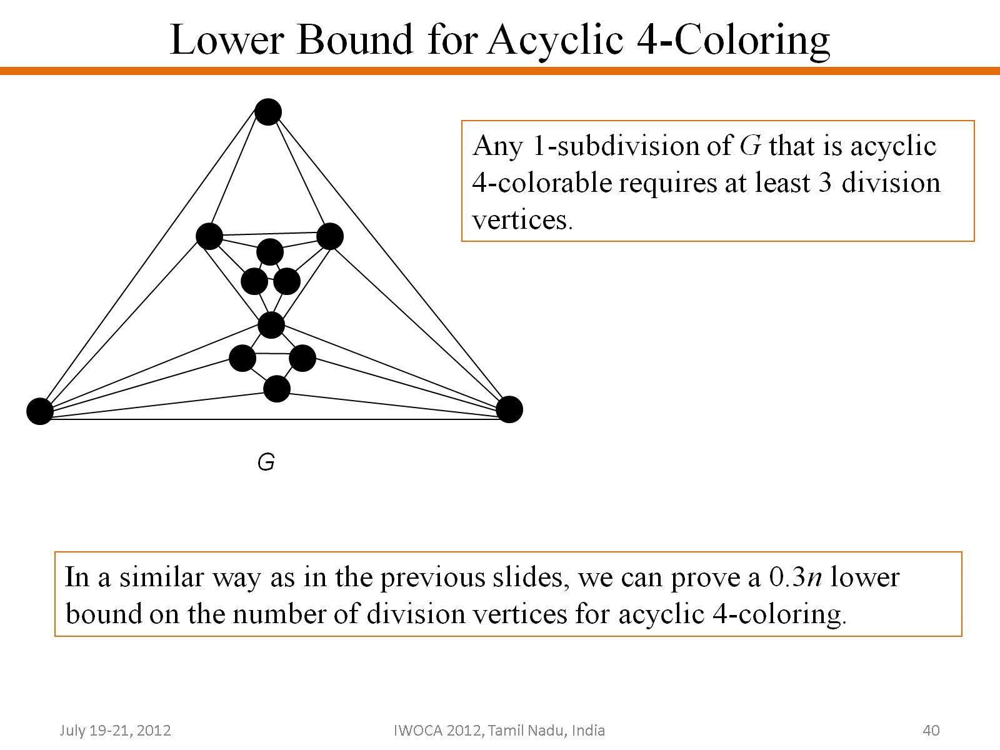 Lower Bound for Acyclic 4-Coloring
Any 1-subdivision of G that is acyclic
4-colorable requires at least 3 division
vertices.
G
In a similar way as in the previous slides, we can prove a 0.3n lower
bound on the number of division vertices for acyclic 4-coloring.
July 19-21, 2012
IWOCA 2012, Tamil Nadu, India
40